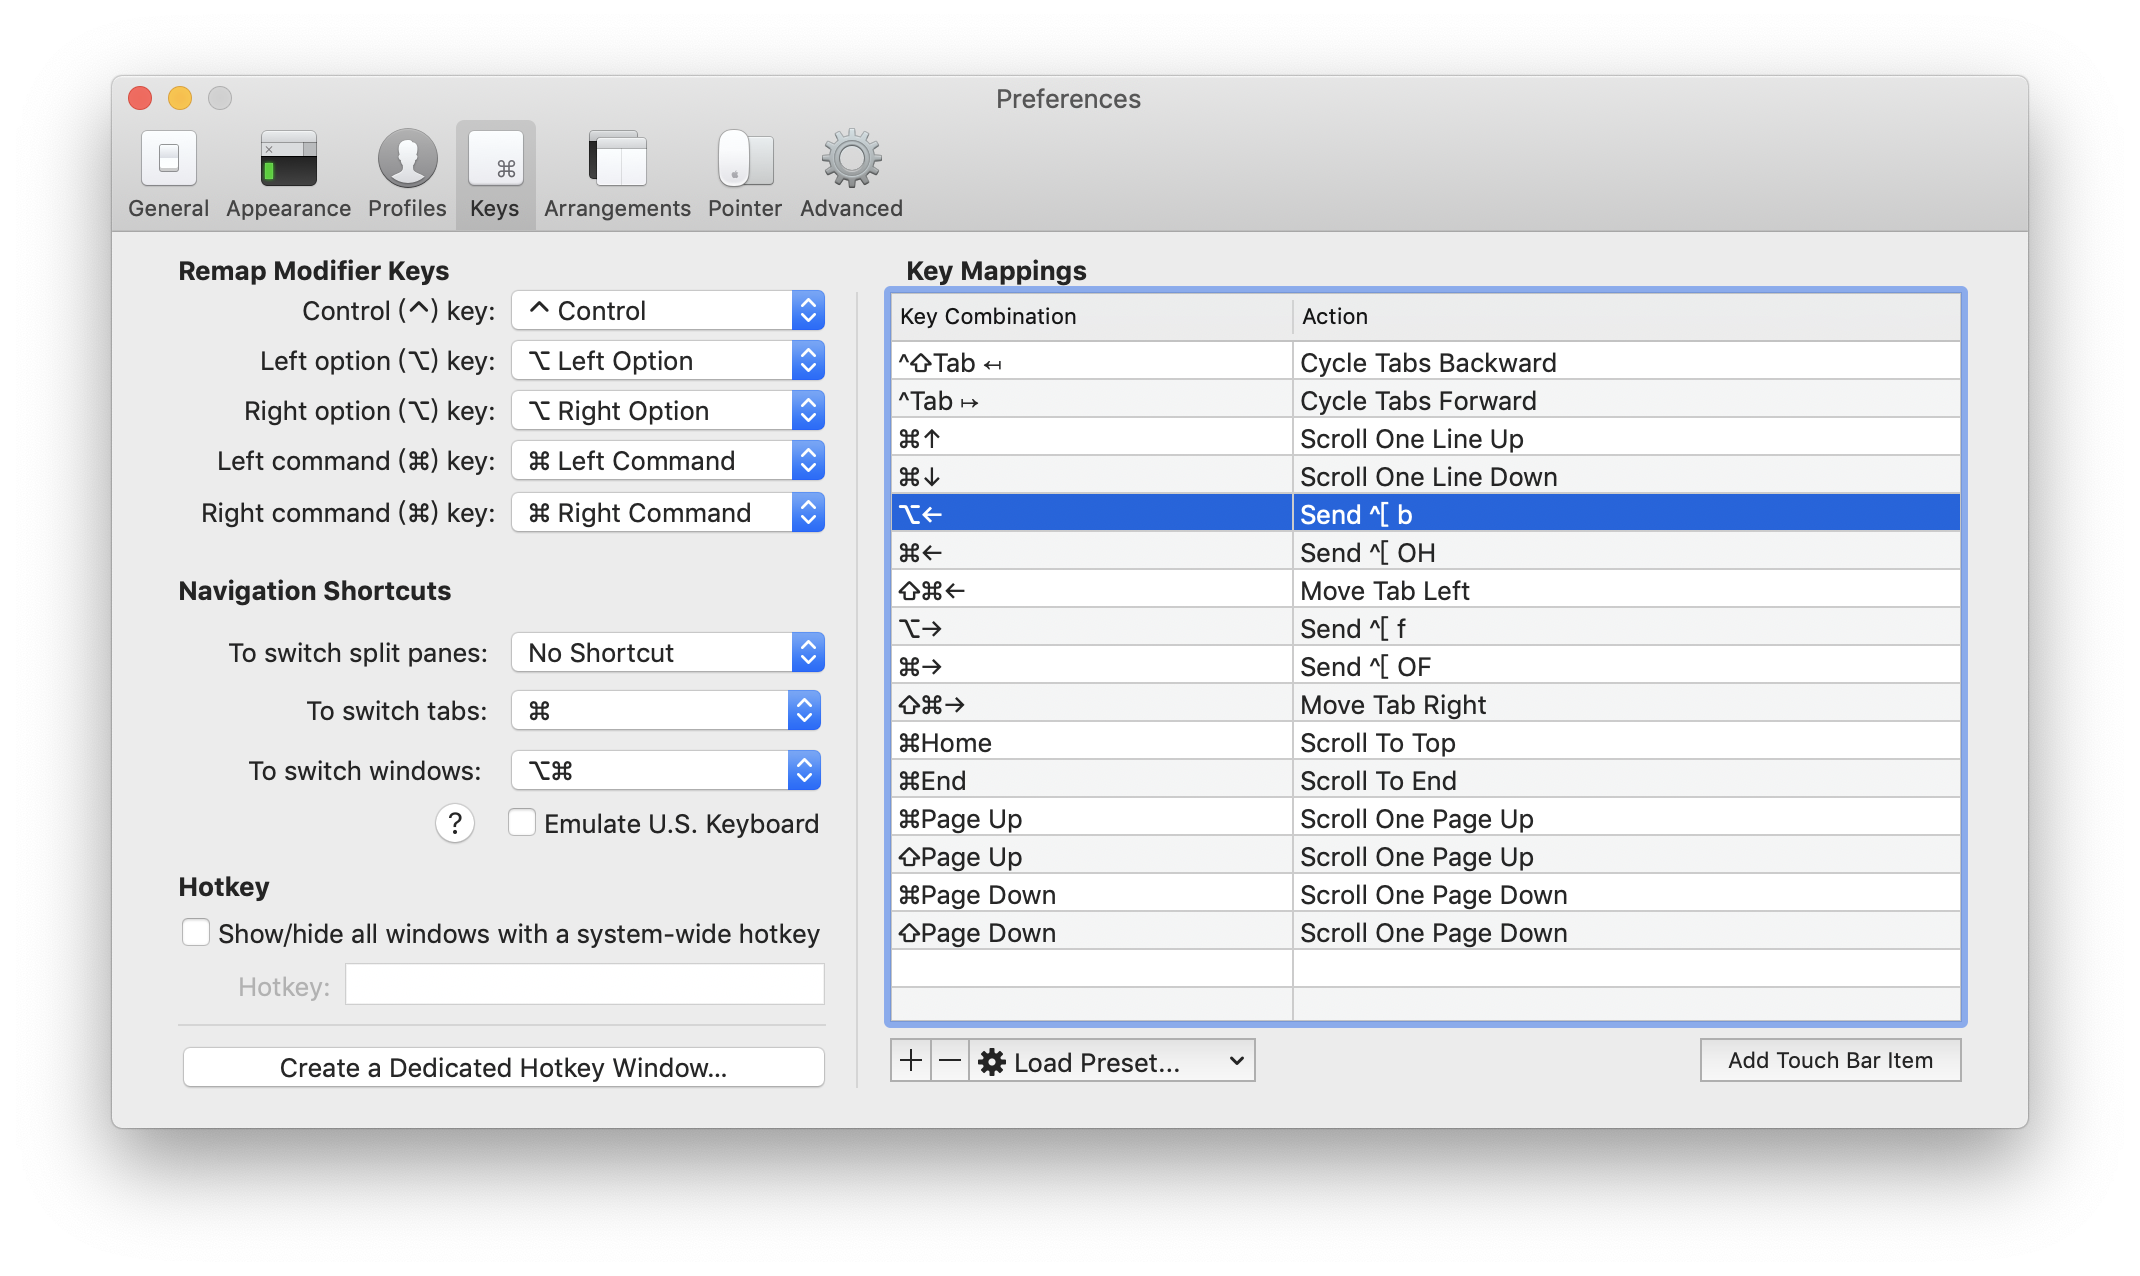 Preferences
General Appearance Profiles Keys Arrangements Pointer Advanced
Remap Modifier Keys
Control (^) key: ^ Control
Left option (⌥) key: ⌥ Left Option
Right option (⌥) key: ⌥ Right Option
Left command (⌘) key: ⌘ Left Command
Right command (⌘) key: ⌘ Right Command
Navigation Shortcuts
To switch split panes: No Shortcut
To switch tabs: ⌘
To switch windows: ⌥⌘
? Emulate U.S. Keyboard
Hotkey
Show/hide all windows with a system-wide hotkey
Hotkey:
Create a Dedicated Hotkey Window...
Key Mappings
Key Combination Action
^⇧Tab ↤ Cycle Tabs Backward
^Tab ↦ Cycle Tabs Forward
⌘↑ Scroll One Line Up
⌘↓ Scroll One Line Down
⌥← Send ^[ b
⌘← Send ^[ OH
⇧⌘← Move Tab Left
⌥→ Send ^[ f
⌘→ Send ^[ OF
⇧⌘→ Move Tab Right
⌘Home Scroll To Top
⌘End Scroll To End
⌘Page Up Scroll One Page Up
⇧Page Up Scroll One Page Up
⌘Page Down Scroll One Page Down
⇧Page Down Scroll One Page Down
+ − Load Preset... Add Touch Bar Item